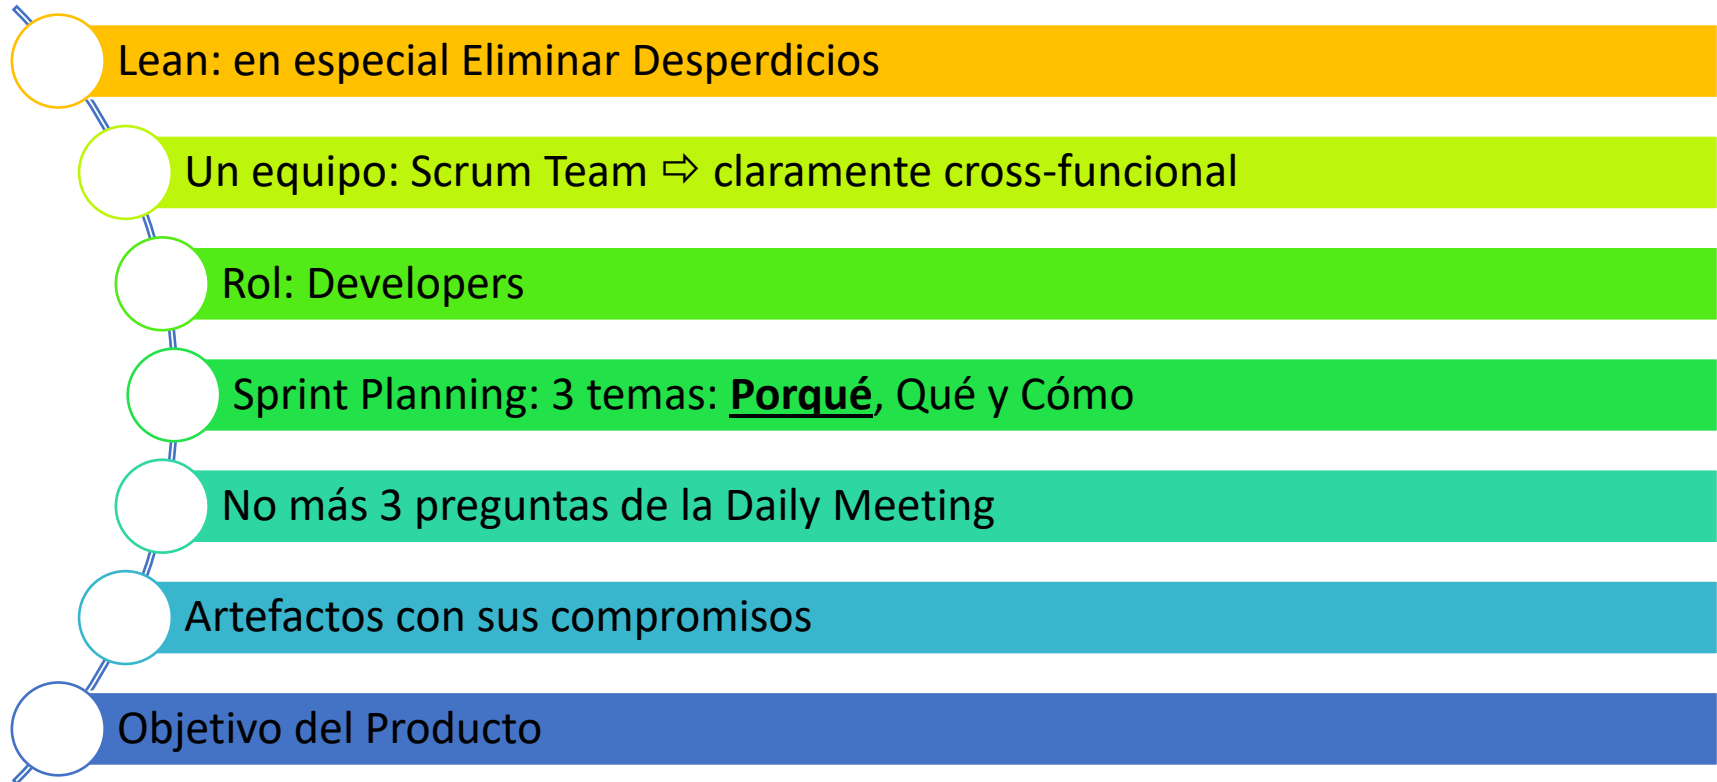 Lean: en especial Eliminar Desperdicios
Un equipo: Scrum Team ⇨ claramente cross-funcional
Rol: Developers
Sprint Planning: 3 temas: Porqué, Qué y Cómo
No más 3 preguntas de la Daily Meeting
Artefactos con sus compromisos
Objetivo del Producto